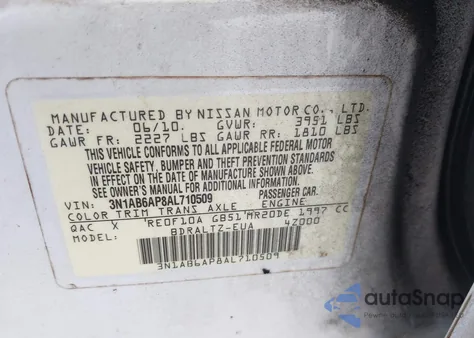 MANUFACTURED BY NISSAN MOTOR CO., LTD.
DATE: 06/10. GVWR: 3951 LBS
GAWR FR: 2227 LBS GAWR RR: 1810 LBS
THIS VEHICLE CONFORMS TO ALL APPLICABLE FEDERAL MOTOR
VEHICLE SAFETY, BUMPER AND THEFT PREVENTION STANDARDS
IN EFFECT ON THE DATE OF MANUFACTURE SHOWN ABOVE.
SEE OWNER'S MANUAL FOR ADDITIONAL INFORMATION
VIN: 3N1AB6AP8AL710509 PASSENGER CAR.
COLOR TRIM TRANS AXLE ENGINE
QAC X RE0F10A GB51 MR20DE 1997 CC
MODEL: BDRALTZ-EUA 4Z000
3N1AB6AP8AL710509
autoSnap